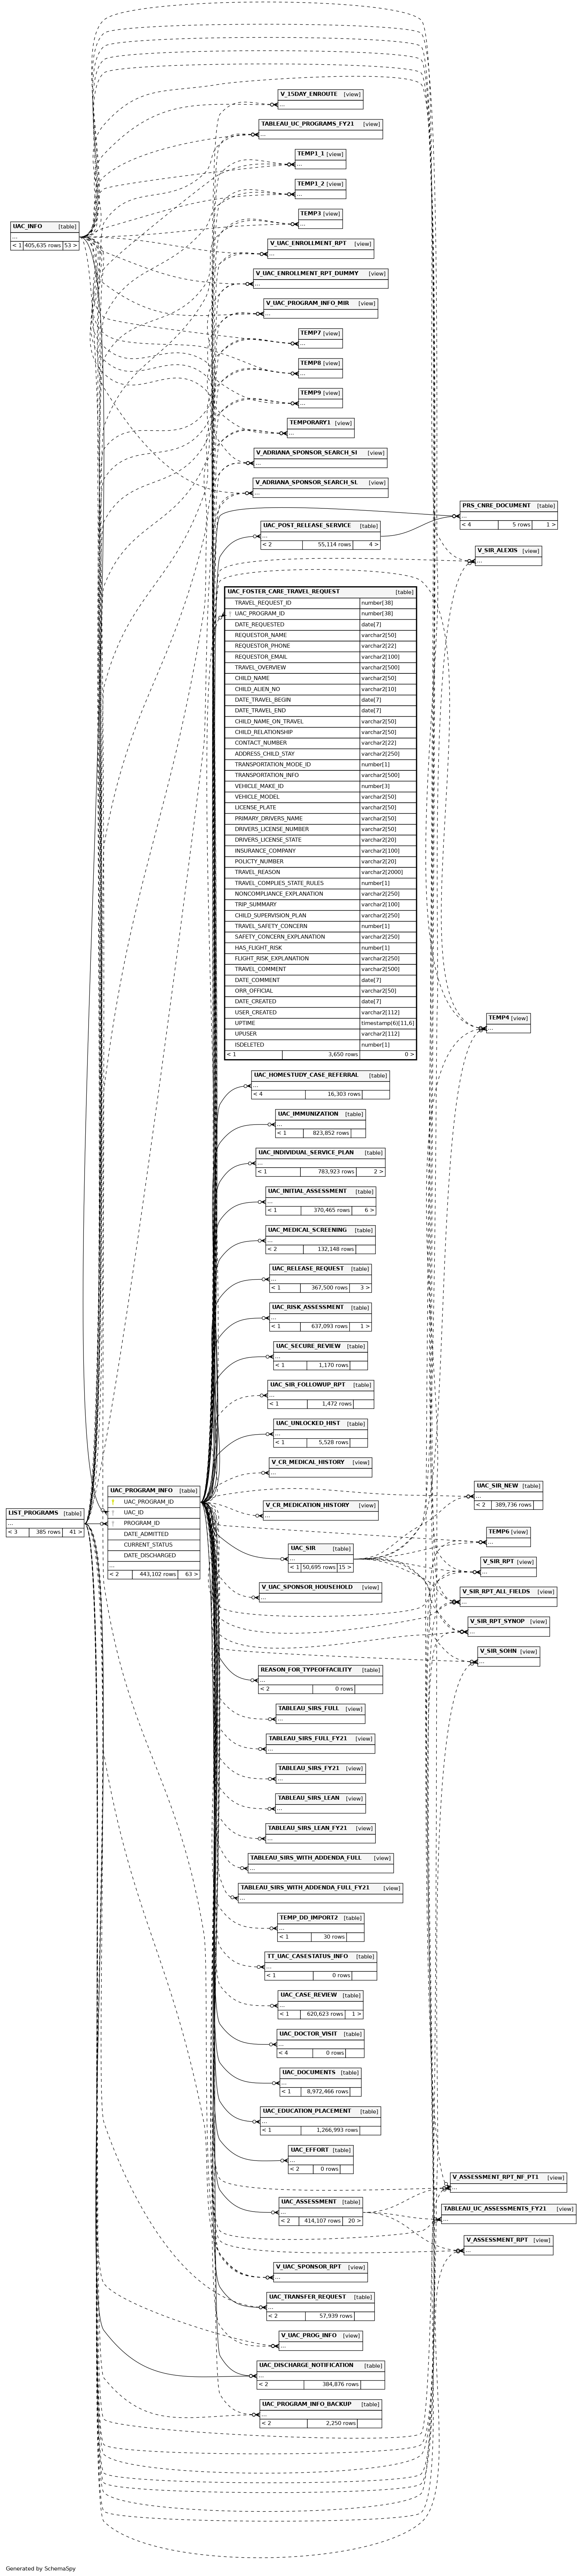 V_15DAY_ENROUTE [view]
...
TABLEAU_UC_PROGRAMS_FY21 [view]
...
TEMP1_1 [view]
...
TEMP1_2 [view]
...
TEMP3 [view]
...
UAC_INFO [table]
...
< 1 405,635 rows 53 >
V_UAC_ENROLLMENT_RPT [view]
...
V_UAC_ENROLLMENT_RPT_DUMMY [view]
...
V_UAC_PROGRAM_INFO_MIR [view]
...
TEMP7 [view]
...
TEMP8 [view]
...
TEMP9 [view]
...
TEMPORARY1 [view]
...
V_ADRIANA_SPONSOR_SEARCH_SI [view]
...
V_ADRIANA_SPONSOR_SEARCH_SL [view]
...
PRS_CNRE_DOCUMENT [table]
...
< 4 5 rows 1 >
UAC_POST_RELEASE_SERVICE [table]
...
< 2 55,114 rows 4 >
V_SIR_ALEXIS [view]
...
UAC_FOSTER_CARE_TRAVEL_REQUEST [table]
TRAVEL_REQUEST_ID number[38]
UAC_PROGRAM_ID number[38]
DATE_REQUESTED date[7]
REQUESTOR_NAME varchar2[50]
REQUESTOR_PHONE varchar2[22]
REQUESTOR_EMAIL varchar2[100]
TRAVEL_OVERVIEW varchar2[500]
CHILD_NAME varchar2[50]
CHILD_ALIEN_NO varchar2[10]
DATE_TRAVEL_BEGIN date[7]
DATE_TRAVEL_END date[7]
CHILD_NAME_ON_TRAVEL varchar2[50]
CHILD_RELATIONSHIP varchar2[50]
CONTACT_NUMBER varchar2[22]
ADDRESS_CHILD_STAY varchar2[250]
TRANSPORTATION_MODE_ID number[1]
TRANSPORTATION_INFO varchar2[500]
VEHICLE_MAKE_ID number[3]
VEHICLE_MODEL varchar2[50]
LICENSE_PLATE varchar2[50]
PRIMARY_DRIVERS_NAME varchar2[50]
DRIVERS_LICENSE_NUMBER varchar2[50]
DRIVERS_LICENSE_STATE varchar2[20]
INSURANCE_COMPANY varchar2[100]
POLICTY_NUMBER varchar2[20]
TRAVEL_REASON varchar2[2000]
TRAVEL_COMPLIES_STATE_RULES number[1]
NONCOMPLIANCE_EXPLANATION varchar2[250]
TRIP_SUMMARY varchar2[100]
CHILD_SUPERVISION_PLAN varchar2[250]
TRAVEL_SAFETY_CONCERN number[1]
SAFETY_CONCERN_EXPLANATION varchar2[250]
HAS_FLIGHT_RISK number[1]
FLIGHT_RISK_EXPLANATION varchar2[250]
TRAVEL_COMMENT varchar2[500]
DATE_COMMENT date[7]
ORR_OFFICIAL varchar2[50]
DATE_CREATED date[7]
USER_CREATED varchar2[112]
UPTIME timestamp(6)[11,6]
UPUSER varchar2[112]
ISDELETED number[1]
< 1 3,650 rows 0 >
TEMP4 [view]
...
UAC_HOMESTUDY_CASE_REFERRAL [table]
...
< 4 16,303 rows
UAC_IMMUNIZATION [table]
...
< 1 823,852 rows
UAC_INDIVIDUAL_SERVICE_PLAN [table]
...
< 1 783,923 rows 2 >
UAC_INITIAL_ASSESSMENT [table]
...
< 1 370,465 rows 6 >
UAC_MEDICAL_SCREENING [table]
...
< 2 132,148 rows
UAC_RELEASE_REQUEST [table]
...
< 1 367,500 rows 3 >
UAC_RISK_ASSESSMENT [table]
...
< 1 637,093 rows 1 >
UAC_SECURE_REVIEW [table]
...
< 1 1,170 rows
UAC_SIR_FOLLOWUP_RPT [table]
...
< 1 1,472 rows
UAC_UNLOCKED_HIST [table]
...
< 1 5,528 rows
V_CR_MEDICAL_HISTORY [view]
...
UAC_PROGRAM_INFO [table]
UAC_PROGRAM_ID
UAC_ID
PROGRAM_ID
DATE_ADMITTED
CURRENT_STATUS
DATE_DISCHARGED
...
< 2 443,102 rows 63 >
LIST_PROGRAMS [table]
...
< 3 385 rows 41 >
UAC_SIR_NEW [table]
...
< 2 389,736 rows
V_CR_MEDICATION_HISTORY [view]
...
TEMP6 [view]
...
UAC_SIR [table]
...
< 1 50,695 rows 15 >
V_SIR_RPT [view]
...
V_UAC_SPONSOR_HOUSEHOLD [view]
...
V_SIR_RPT_ALL_FIELDS [view]
...
V_SIR_RPT_SYNOP [view]
...
V_SIR_SOHN [view]
...
REASON_FOR_TYPEOFFACILITY [table]
...
< 2 0 rows
TABLEAU_SIRS_FULL [view]
...
TABLEAU_SIRS_FULL_FY21 [view]
...
TABLEAU_SIRS_FY21 [view]
...
TABLEAU_SIRS_LEAN [view]
...
TABLEAU_SIRS_LEAN_FY21 [view]
...
TABLEAU_SIRS_WITH_ADDENDA_FULL [view]
...
TABLEAU_SIRS_WITH_ADDENDA_FULL_FY21 [view]
...
TEMP_DD_IMPORT2 [table]
...
< 1 30 rows
TT_UAC_CASESTATUS_INFO [table]
...
< 1 0 rows
UAC_CASE_REVIEW [table]
...
< 1 620,623 rows 1 >
UAC_DOCTOR_VISIT [table]
...
< 4 0 rows
UAC_DOCUMENTS [table]
...
< 1 8,972,466 rows
UAC_EDUCATION_PLACEMENT [table]
...
< 1 1,266,993 rows
UAC_EFFORT [table]
...
< 2 0 rows
V_ASSESSMENT_RPT_NF_PT1 [view]
...
UAC_ASSESSMENT [table]
...
< 2 414,107 rows 20 >
TABLEAU_UC_ASSESSMENTS_FY21 [view]
...
V_ASSESSMENT_RPT [view]
...
V_UAC_SPONSOR_RPT [view]
...
UAC_TRANSFER_REQUEST [table]
...
< 2 57,939 rows
V_UAC_PROG_INFO [view]
...
UAC_DISCHARGE_NOTIFICATION [table]
...
< 2 384,876 rows
UAC_PROGRAM_INFO_BACKUP [table]
...
< 2 2,250 rows
Generated by SchemaSpy